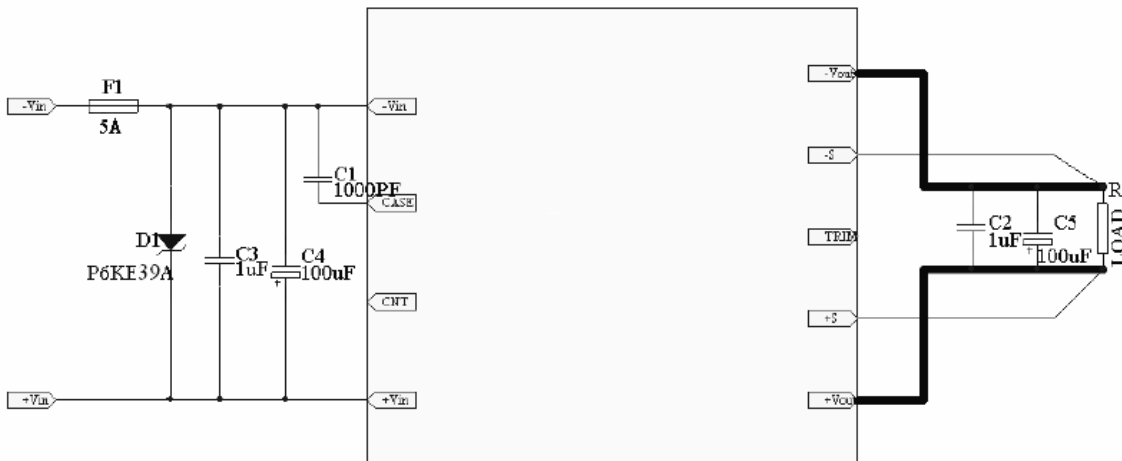 F1
-Vin
5A
-Vin
C1
1000PF
CASE
D1
P6KE39A
C3
1uF
C4
100uF
+
CNT
+Vin
+Vin
-Vout
-S
R
C2
1uF
C5
100uF
+
LOAD
TRIM
+S
+Vou